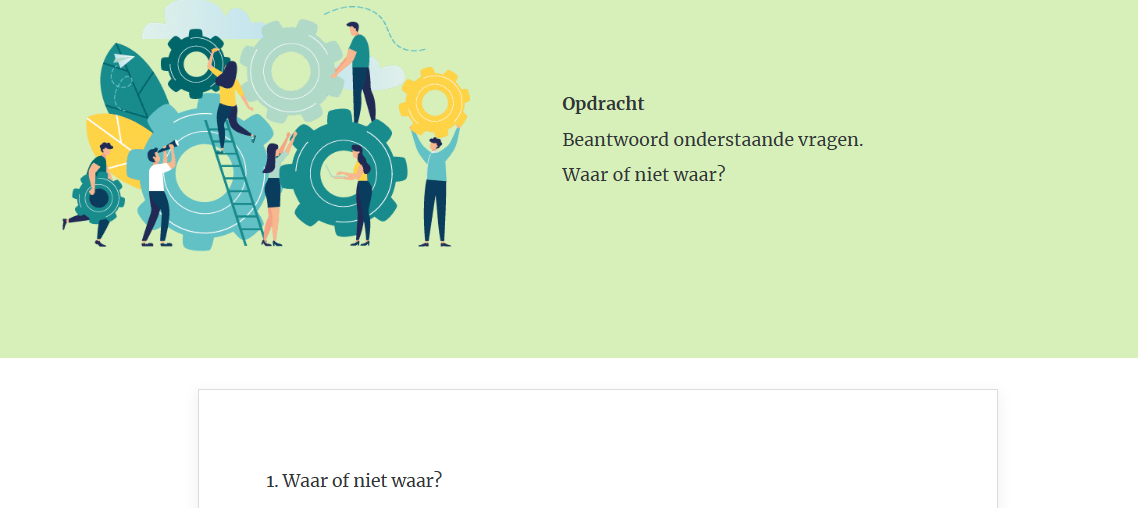 Opdracht
Beantwoord onderstaande vragen.
Waar of niet waar?
1. Waar of niet waar?